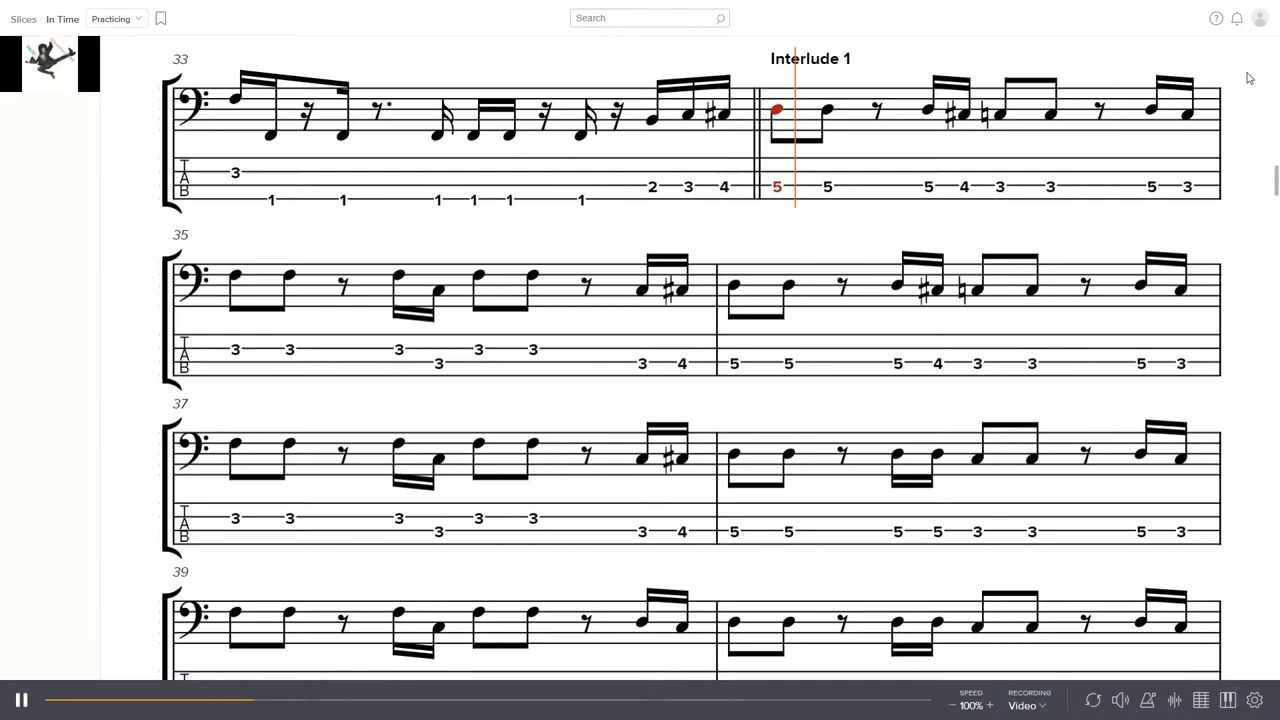 Slices In Time Practicing Search
33 Interlude 1
3 1 1 1 1 1 1 2 3 4 5 5 5 4 3 3 5 3
T A B
35
3 3 3 3 3 3 3 4 5 5 5 4 3 3 5 3
T A B
37
3 3 3 3 3 3 3 4 5 5 5 5 3 3 5 3
T A B
39
SPEED RECORDING
− 100% + Video